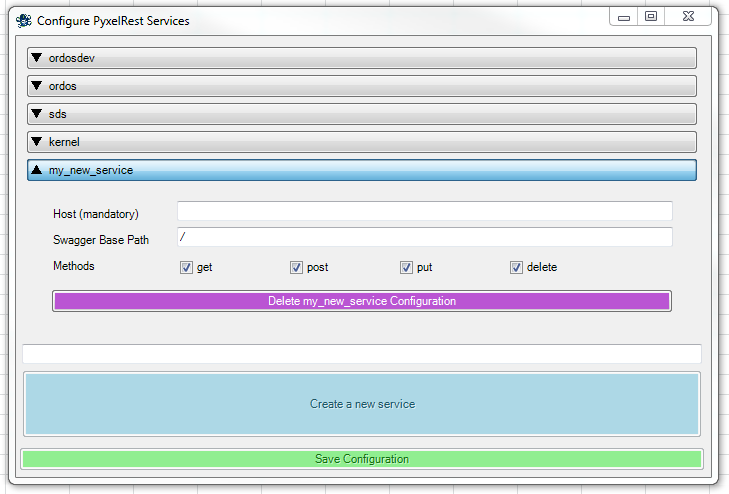 Configure PyxelRest Services
ordosdev
ordos
sds
kernel
my_new_service
Host (mandatory)
Swagger Base Path /
Methods get post put delete
Delete my_new_service Configuration
Create a new service
Save Configuration